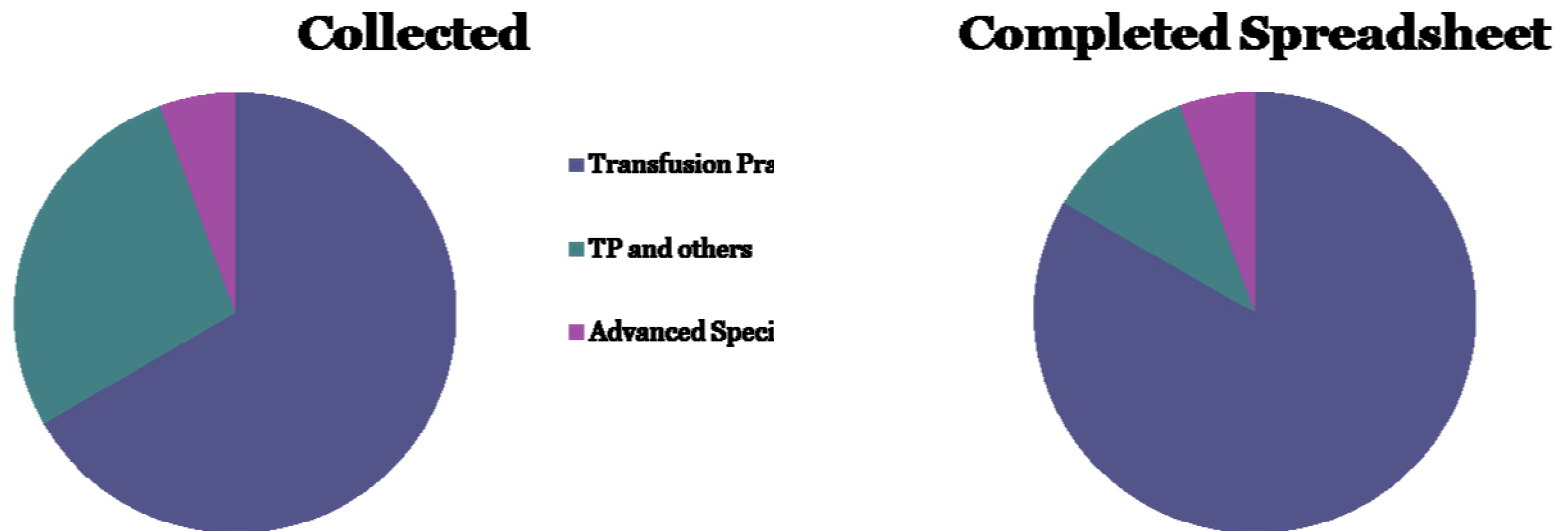 Collected
Completed Spreadsheet
Transfusion Pra
TP and others
Advanced Speci